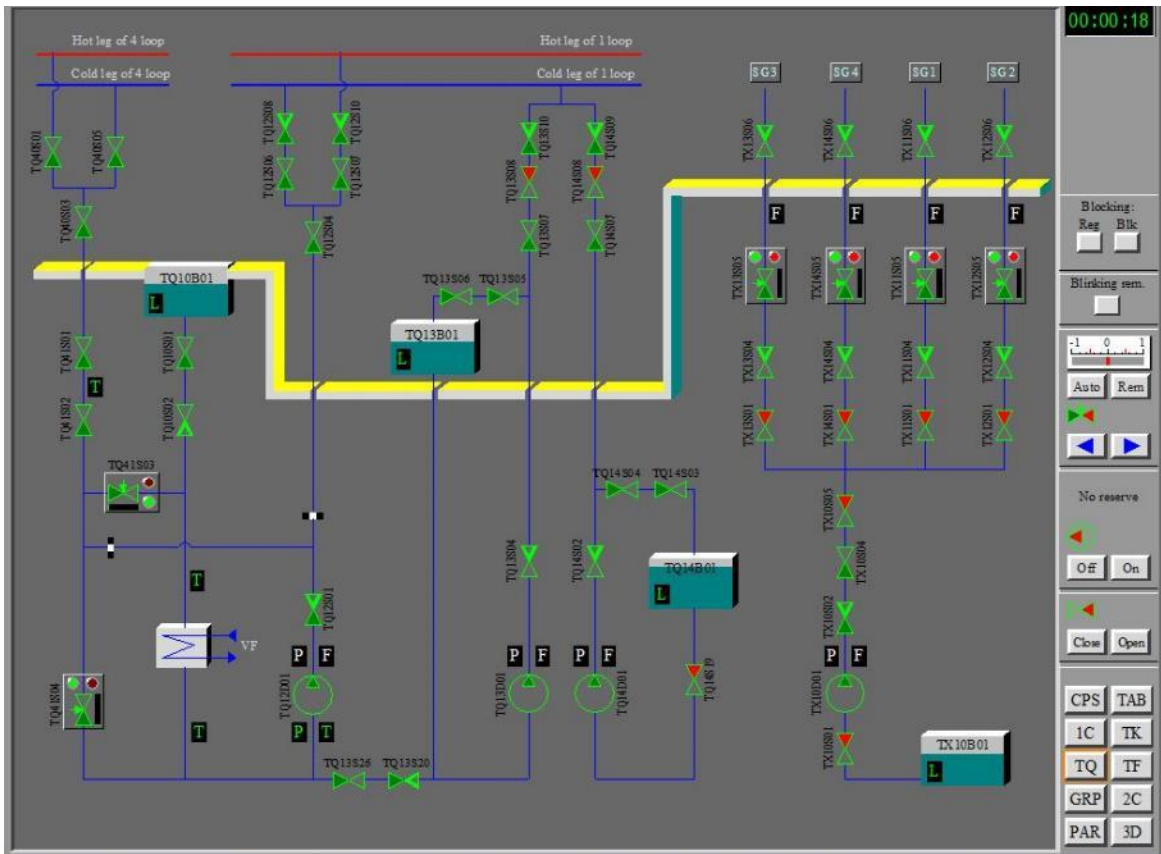 00:00:18
Hot leg of 4 loop
Hot leg of 1 loop
Cold leg of 4 loop
Cold leg of 1 loop
SG3
SG4
SG1
SG2
TQ40S01
TQ40S05
TQ12S08
TQ12S10
TQ13S10
TQ14S09
TX13S06
TX14S06
TX11S06
TX12S06
TQ12S06
TQ12S07
TQ13S08
TQ14S08
TQ40S03
TQ12S04
TQ13S07
TQ14S07
F
F
F
F
TQ10B01
L
TQ13S06
TQ13S05
TX13S05
TX14S05
TX11S05
TX12S05
TQ13B01
L
TQ41S01
TQ10S01
T
TX13S04
TX14S04
TX11S04
TX12S04
TQ41S02
TQ10S02
TX13S01
TX14S01
TX11S01
TX12S01
TQ41S03
TQ14S04
TQ14S03
TX10S05
TQ13S04
TQ14S02
TX10S04
TQ14B01
L
T
TQ12S01
TX10S02
VF
P
F
P
F
P
F
P
F
TQ41S04
TQ12D01
TQ13D01
TQ14D01
TQ14S19
TX10D01
T
P
T
TX10S01
TX10B01
L
TQ13S26
TQ13S20
Blocking:
Reg Blk
Blinking rem.
-1 0 1
Auto Rem
No reserve
Off On
Close Open
CPS TAB
1C TK
TQ TF
GRP 2C
PAR 3D